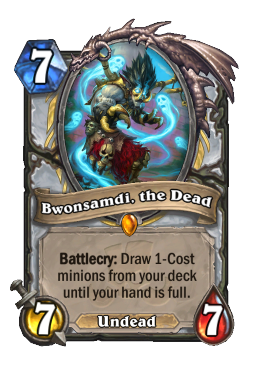 7
Bwonsamdi, the Dead
Battlecry: Draw 1-Cost
minions from your deck
until your hand is full.
7 Undead 7